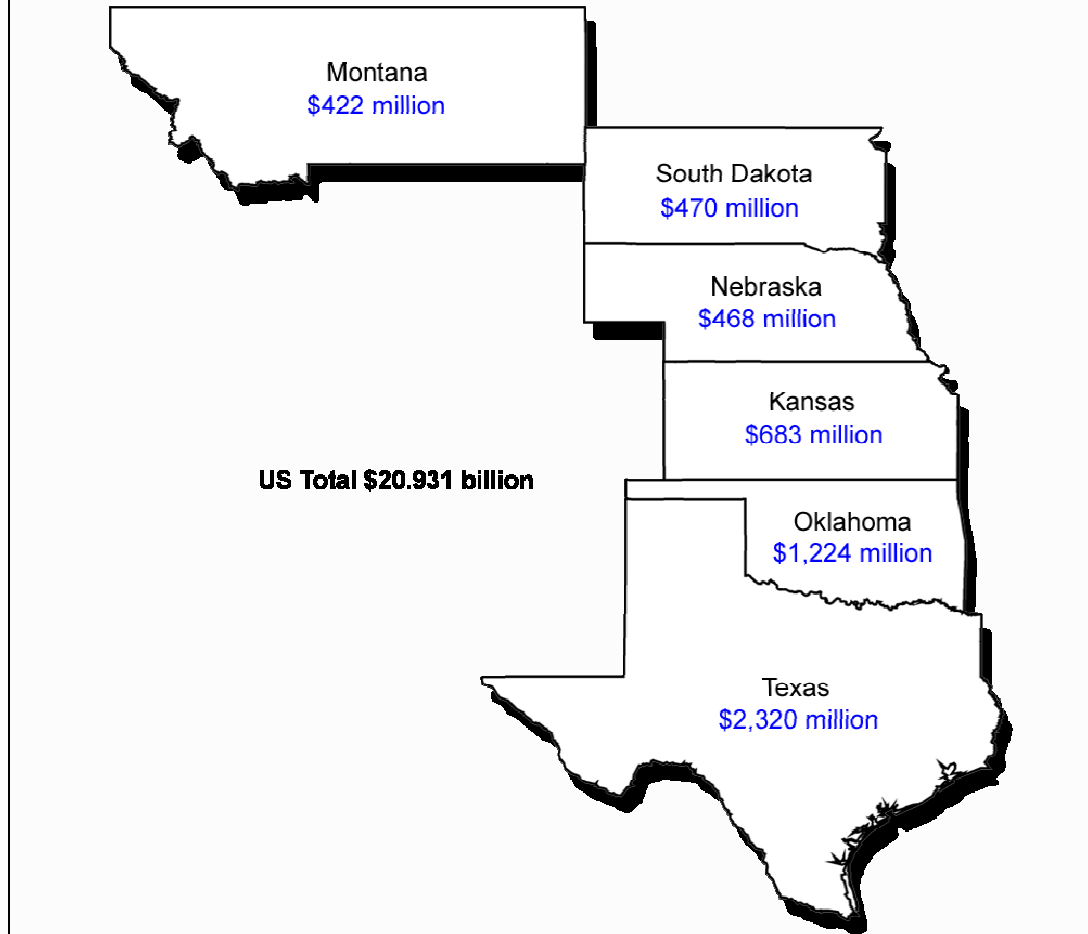 Montana
$422 million
South Dakota
$470 million
Nebraska
$468 million
Kansas
$683 million
US Total $20.931 billion
Oklahoma
$1,224 million
Texas
$2,320 million